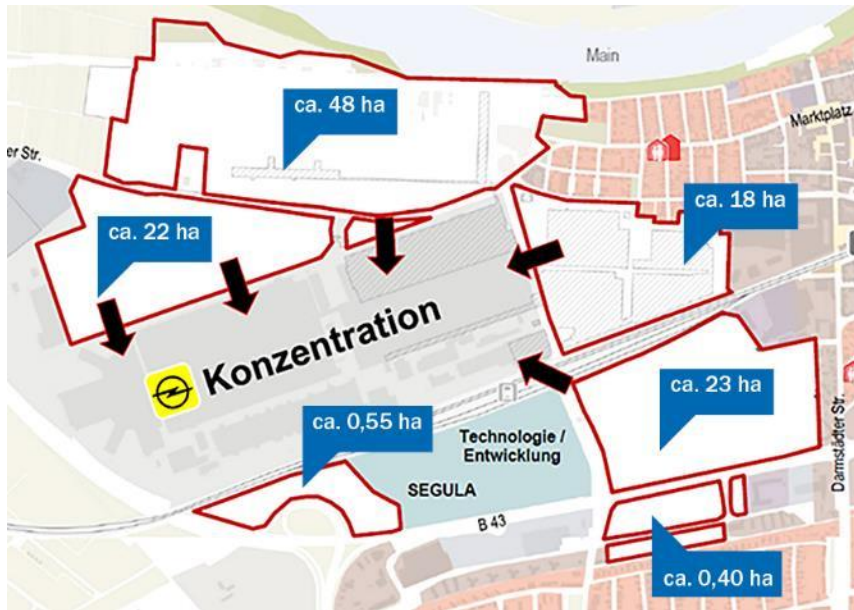 Main
ca. 48 ha
Marktplatz
er Str.
ca. 18 ha
ca. 22 ha
Konzentration
ca. 23 ha
ca. 0,55 ha
Technologie /
Entwicklung
SEGULA
Darmstädter Str.
B 43
ca. 0,40 ha